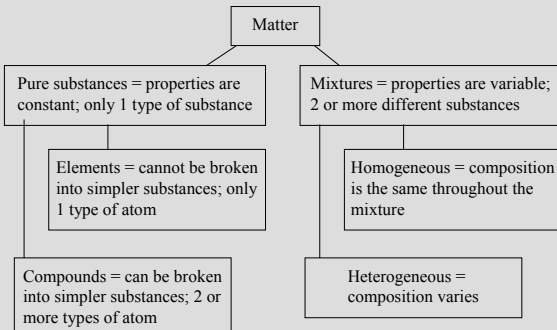 Matter
Pure substances = properties are
constant; only 1 type of substance
Mixtures = properties are variable;
2 or more different substances
Elements = cannot be broken
into simpler substances; only
1 type of atom
Homogeneous = composition
is the same throughout the
mixture
Compounds = can be broken
into simpler substances; 2 or
more types of atom
Heterogeneous =
composition varies